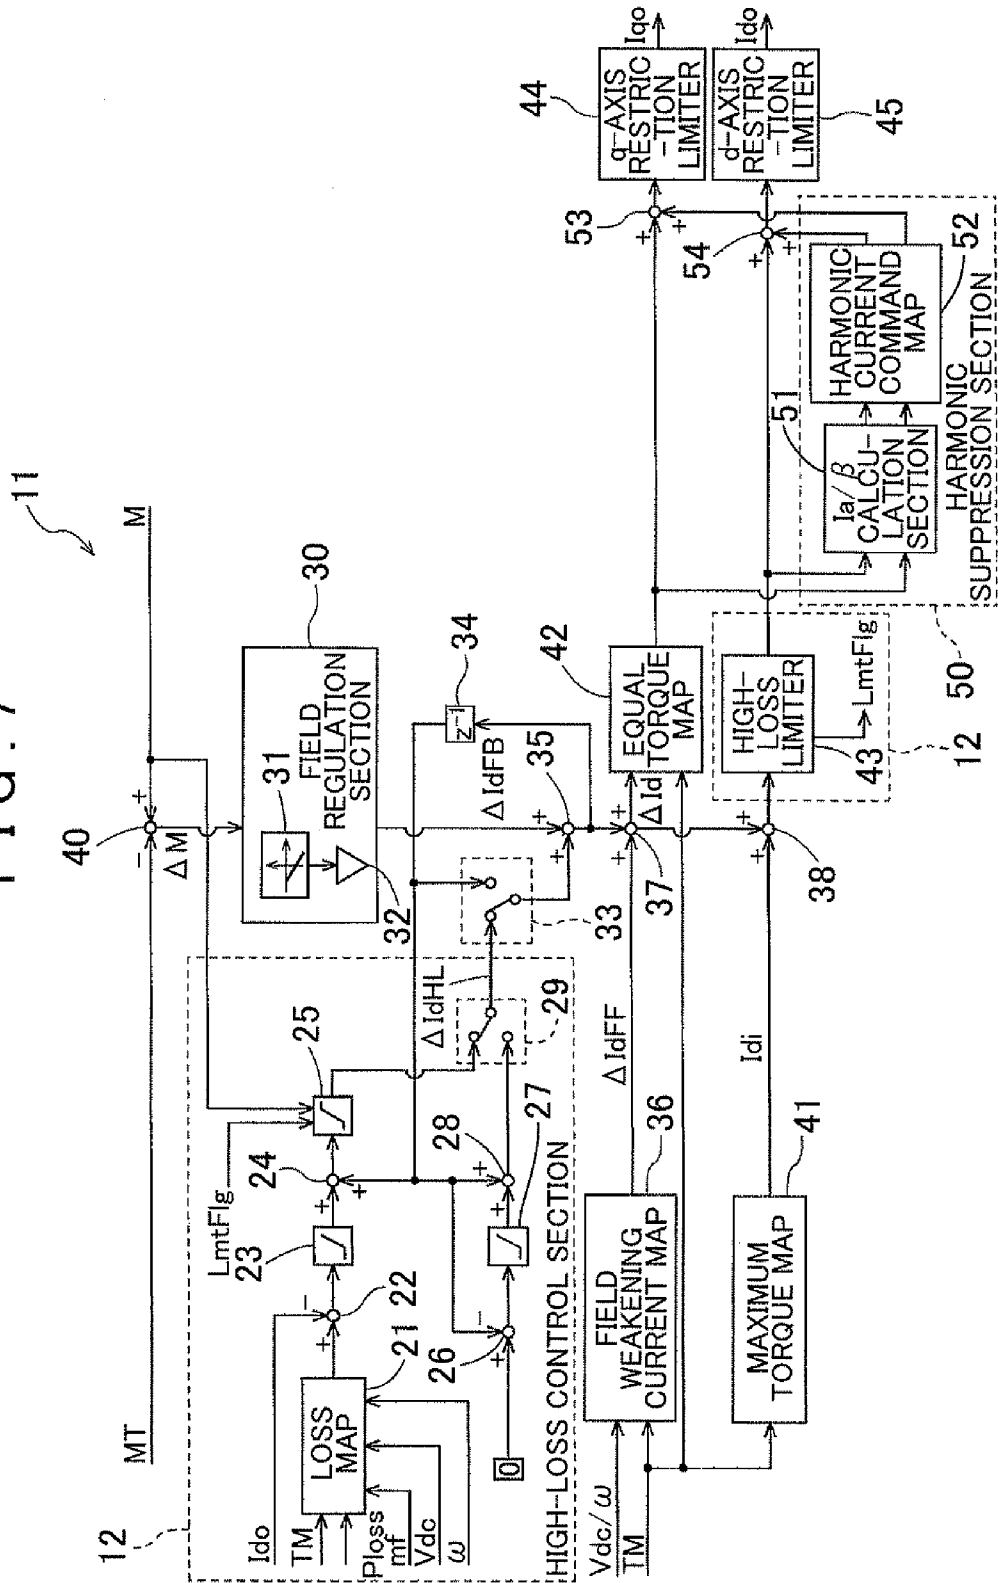 Fig. 7
11
MT
M
40
+
-
ΔM
12
Ido
TM
Ploss
mf
Vdc
ω
LOSS
MAP
21
22
+
-
23
LmtFlg
24
+
+
25
0
26
+
-
27
28
+
+
29
ΔIdHL
HIGH-LOSS CONTROL SECTION
30
31
32
FIELD
REGULATION
SECTION
33
34
z-1
ΔIdFB
35
+
+
Vdc/ω
TM
FIELD
WEAKENING
CURRENT MAP
36
ΔIdFF
37
+
+
ΔId
MAXIMUM
TORQUE MAP
41
Idi
38
+
+
EQUAL
TORQUE
MAP
42
HIGH-
LOSS
LIMITER
43
LmtFlg
12
50
51
Ia/β
CALCU-
LATION
SECTION
HARMONIC
CURRENT
COMMAND
MAP
52
HARMONIC
SUPPRESSION SECTION
53
+
+
54
+
+
44
q-AXIS
RESTRIC
-TION
LIMITER
Iqo
d-AXIS
RESTRIC
-TION
LIMITER
45
Ido